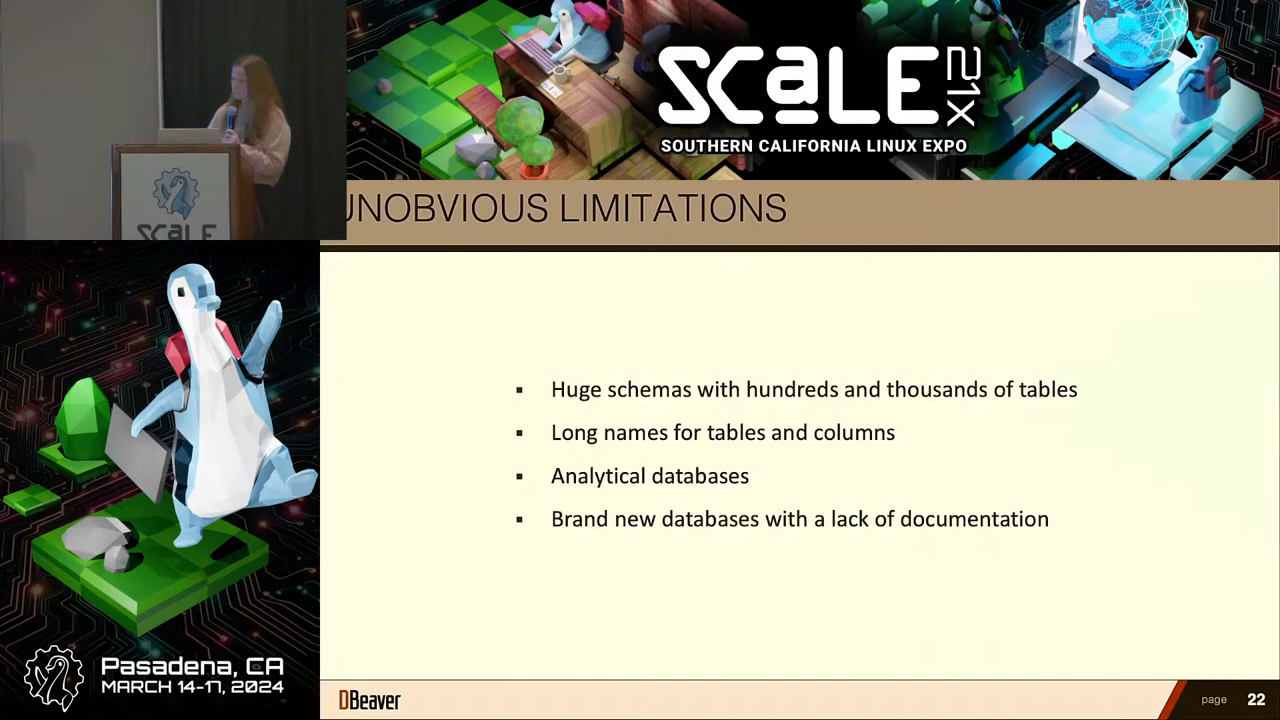 SCALE 21X
SOUTHERN CALIFORNIA LINUX EXPO
SCALE
UNOBVIOUS LIMITATIONS
▪ Huge schemas with hundreds and thousands of tables
▪ Long names for tables and columns
▪ Analytical databases
▪ Brand new databases with a lack of documentation
Pasadena, CA
MARCH 14-17, 2024
DBeaver
page 22